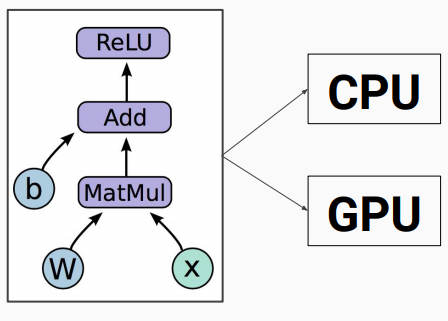 ReLU
Add
b
MatMul
W
x
CPU
GPU